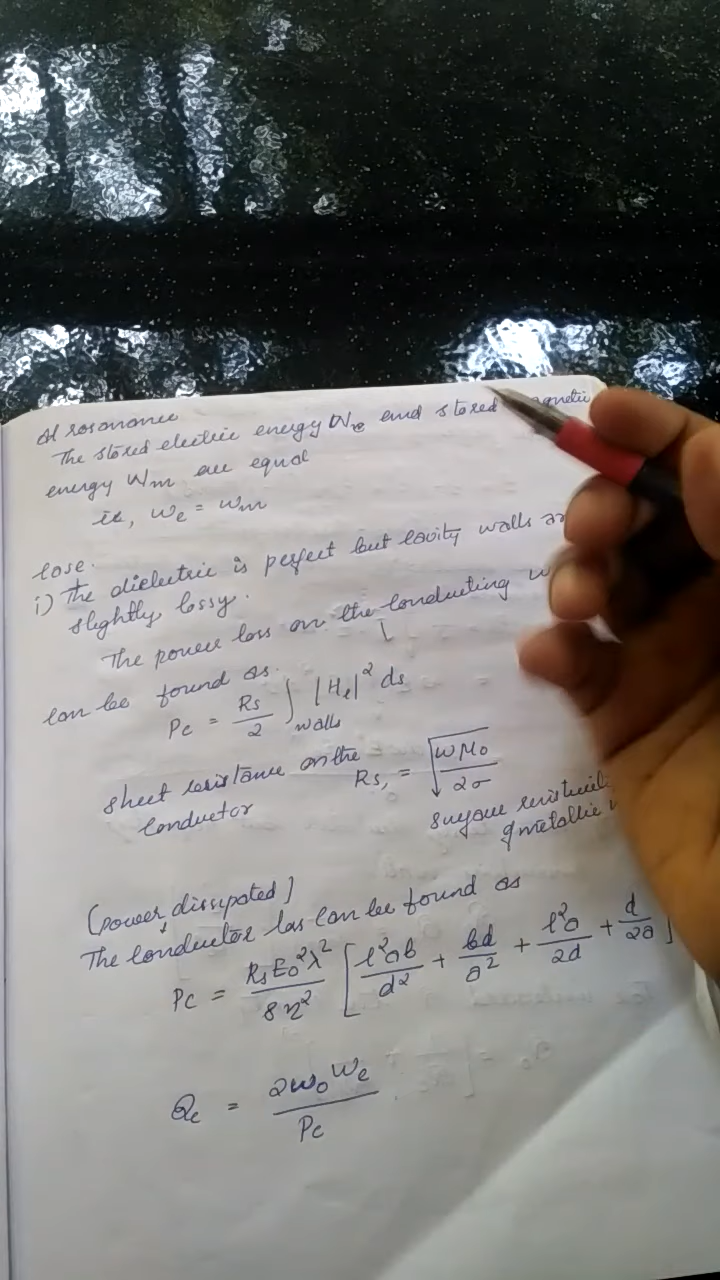 At resonance
The stored electric energy We and stored magnetic
energy Wm are equal
ie, We = Wm
Case.
i) The dielectric is perfect but cavity walls are
slightly lossy.
The power loss on the conducting
can be found as.
Pc = Rs/2 ∫walls |Ht|² ds
sheet resistance on the conductor
Rs, = √(ωμ0/2σ)
surface resistivity of metallic
(power dissipated]
The conductor loss can be found as
Pc = RsE0²λ²/8η² [l²ab/d² + bd/a² + l²a/2d + d/2a]
Qc = 2ω0We/Pc